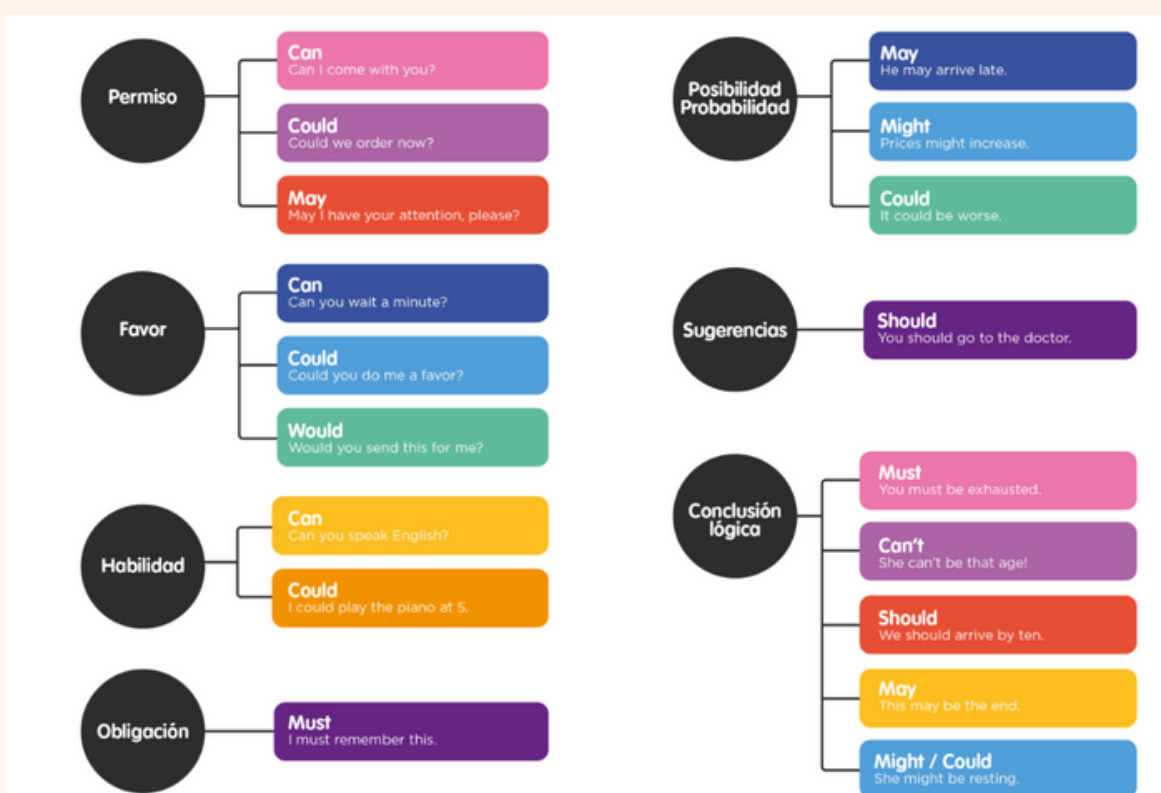 Permiso
Can
Can I come with you?
Could
Could we order now?
May
May I have your attention, please?
Favor
Can
Can you wait a minute?
Could
Could you do me a favor?
Would
Would you send this for me?
Habilidad
Can
Can you speak English?
Could
I could play the piano at 5.
Obligación
Must
I must remember this.
Posibilidad
Probabilidad
May
He may arrive late.
Might
Prices might increase.
Could
It could be worse.
Sugerencias
Should
You should go to the doctor.
Conclusión
lógica
Must
You must be exhausted.
Can't
She can't be that age!
Should
We should arrive by ten.
May
This may be the end.
Might / Could
She might be resting.